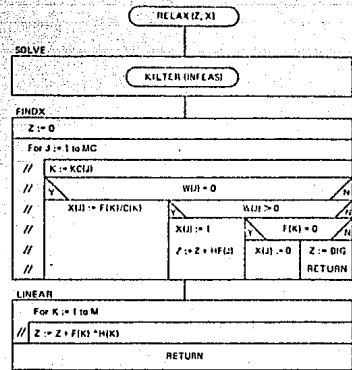 RELAX(Z, X)
SOLVE
KILTER (INFEAS)
FINDX
Z := 0
For J := 1 to MC
// K := KC(J)
// Y W(J) = 0 N
// X(J) := F(K)/C(K) Y W(J) > 0 N
// X(J) := 1 Y F(K) = 0 N
// Z := Z + HF(J) X(J) := 0 Z := BIG
// RETURN
LINEAR
For K := 1 to M
// Z := Z + F(K) * H(K)
RETURN